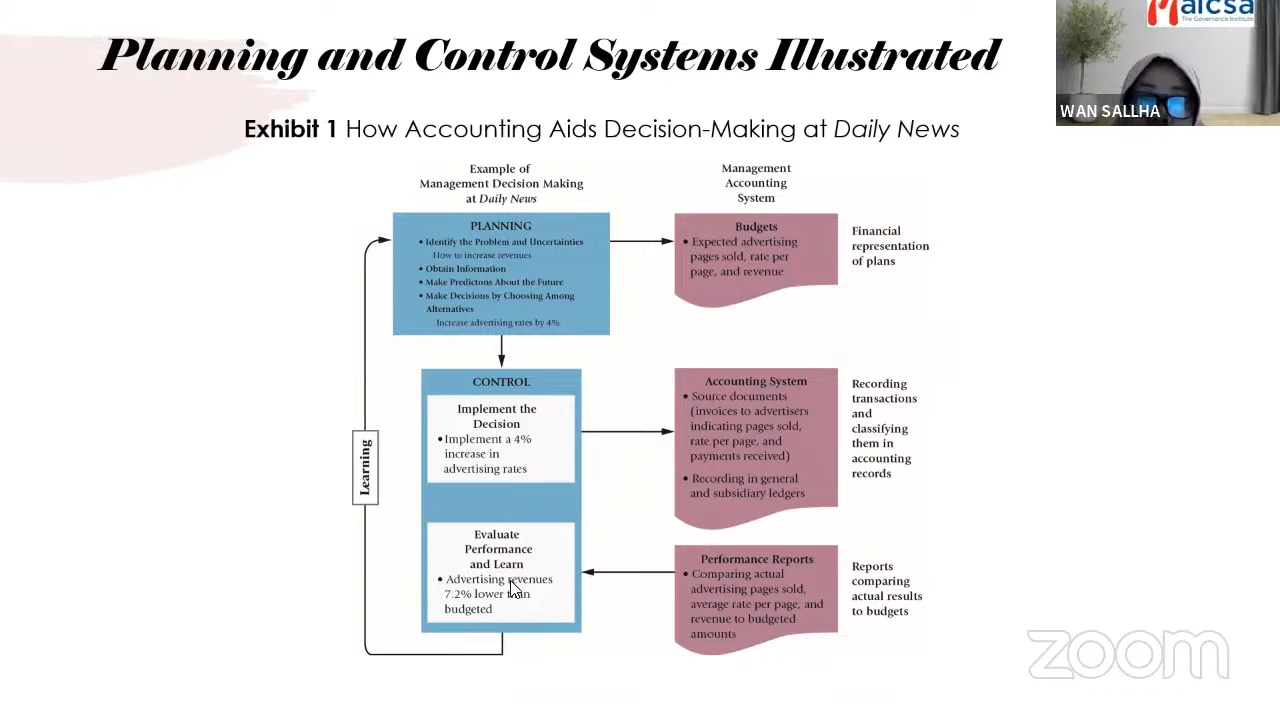 Planning and Control Systems Illustrated
maicsa
The Governance Institute
WAN SALLHA
Exhibit 1 How Accounting Aids Decision-Making at Daily News
Example of
Management Decision Making
at Daily News
Management
Accounting
System
PLANNING
• Identify the Problem and Uncertainties
How to increase revenues
• Obtain Information
• Make Predictons About the Future
• Make Decisions by Choosing Among
Alternatives
Increase advertising rates by 4%
Budgets
• Expected advertising
pages sold, rate per
page, and revenue
Financial
representation
of plans
CONTROL
Implement the
Decision
• Implement a 4%
increase in
advertising rates
Accounting System
• Source documents
(invoices to advertisers
indicating pages sold,
rate per page, and
payments received)
• Recording in general
and subsidiary ledgers
Recording
transactions
and
classifying
them in
accounting
records
Learning
Evaluate
Performance
and Learn
• Advertising revenues
7.2% lower than
budgeted
Performance Reports
• Comparing actual
advertising pages sold,
average rate per page, and
revenue to budgeted
amounts
Reports
comparing
actual results
to budgets
zoom